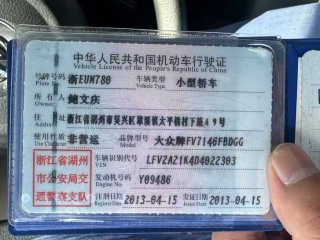 中华人民共和国机动车行驶证
Vehicle License of the People's Republic of China
号牌号码 浙EUM780 车辆类型 小型轿车
Plate No. Vehicle Type
所有人 鲍文庆
Owner
住址 浙江省湖州市吴兴区
Address
使用性质 非营运 品牌型号 大众牌FV7146FBDGG
Use Character Model
浙江省湖州 车辆识别代号 LFV2A21K4D4022303
VIN
市公安局交 发动机号码 Y09486
Engine No.
通警察支队 注册日期 2013-04-15 发证日期 2013-04-15
Register Date Issue Date